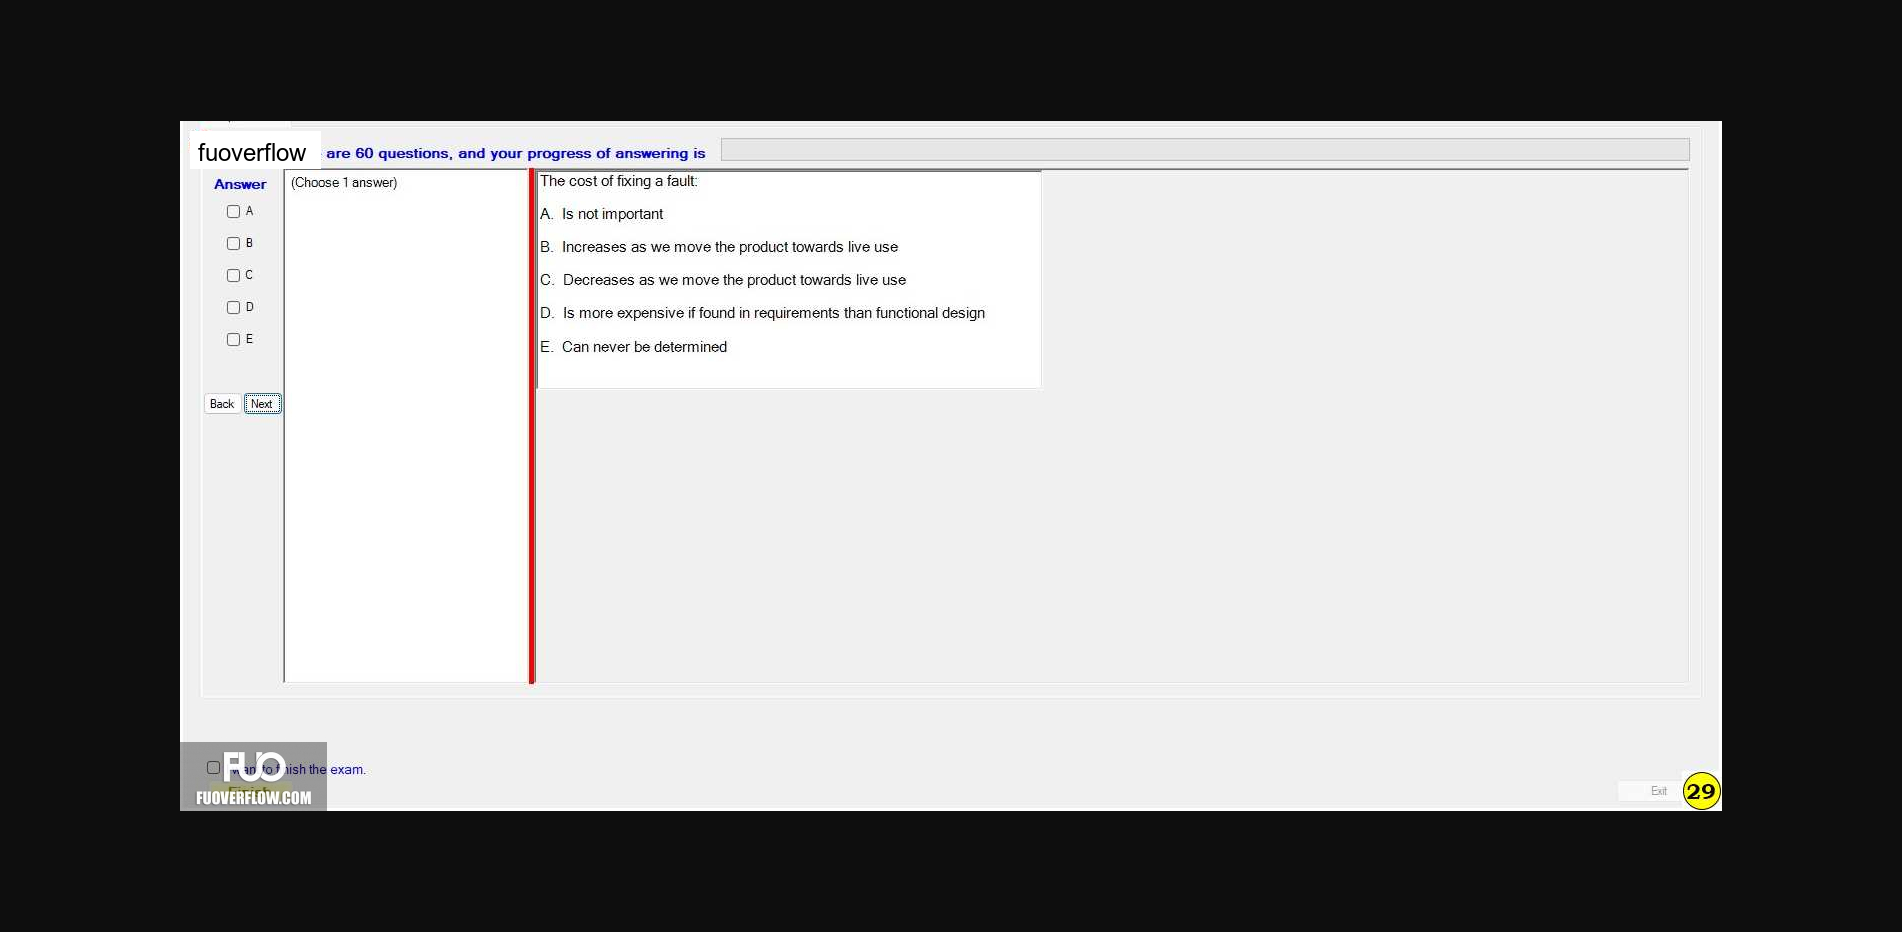 fuoverflow are 60 questions, and your progress of answering is
Answer
(Choose 1 answer)
A
B
C
D
E
Back Next
The cost of fixing a fault:
A. Is not important
B. Increases as we move the product towards live use
C. Decreases as we move the product towards live use
D. Is more expensive if found in requirements than functional design
E. Can never be determined
FUO
want to finish the exam.
Finish
FUOVERFLOW.COM
Exit
29